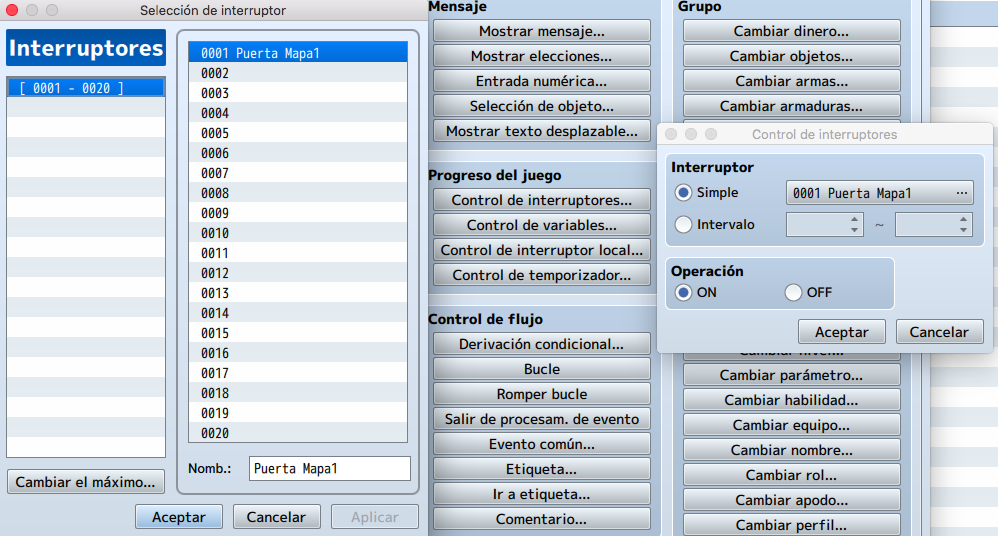 Selección de interruptor
Interruptores
[ 0001 - 0020 ]
Cambiar el máximo...
0001 Puerta Mapa1
0002
0003
0004
0005
0006
0007
0008
0009
0010
0011
0012
0013
0014
0015
0016
0017
0018
0019
0020
Nomb.: Puerta Mapa1
Aceptar Cancelar Aplicar
Mensaje
Mostrar mensaje...
Mostrar elecciones...
Entrada numérica...
Selección de objeto...
Mostrar texto desplazable...
Progreso del juego
Control de interruptores...
Control de variables...
Control de interruptor local...
Control de temporizador...
Control de flujo
Derivación condicional...
Bucle
Romper bucle
Salir de procesam. de evento
Evento común...
Etiqueta...
Ir a etiqueta...
Comentario...
Grupo
Cambiar dinero...
Cambiar objetos...
Cambiar armas...
Cambiar armaduras...
Control de interruptores
Interruptor
Simple 0001 Puerta Mapa1 ...
Intervalo ~
Operación
ON OFF
Aceptar Cancelar
Cambiar nivel...
Cambiar parámetro...
Cambiar habilidad...
Cambiar equipo...
Cambiar nombre...
Cambiar rol...
Cambiar apodo...
Cambiar perfil...